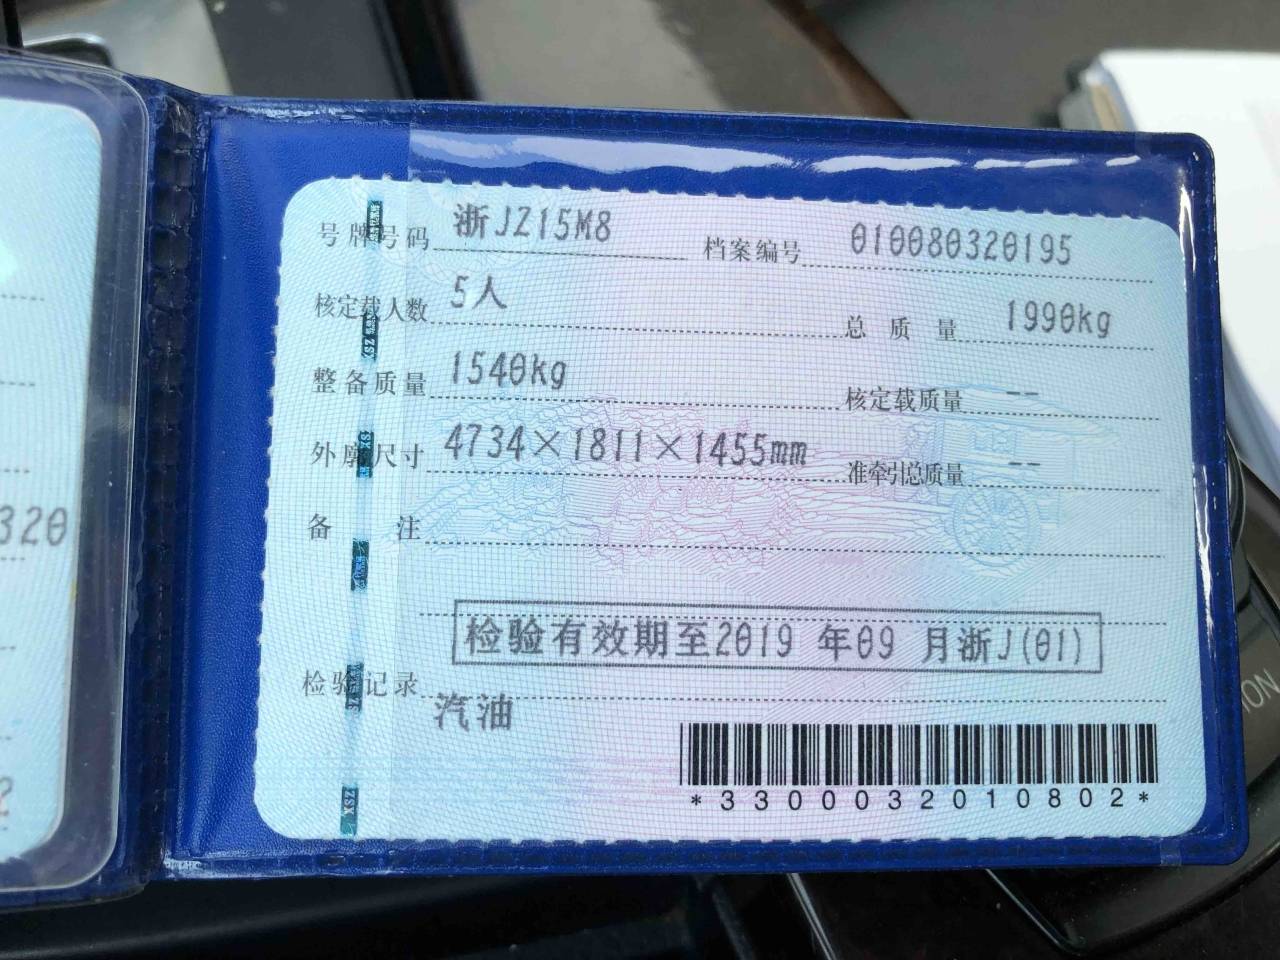 号牌号码 浙JZ15M8 档案编号 010080320195
核定载人数 5人 总质量 1990kg
整备质量 1540kg 核定载质量 --
外廓尺寸 4734×1811×1455mm 准牵引总质量 --
备注
检验有效期至2019 年09 月浙J(01)
检验记录
汽油
*3300032010802*
320
2
XSZ
ION